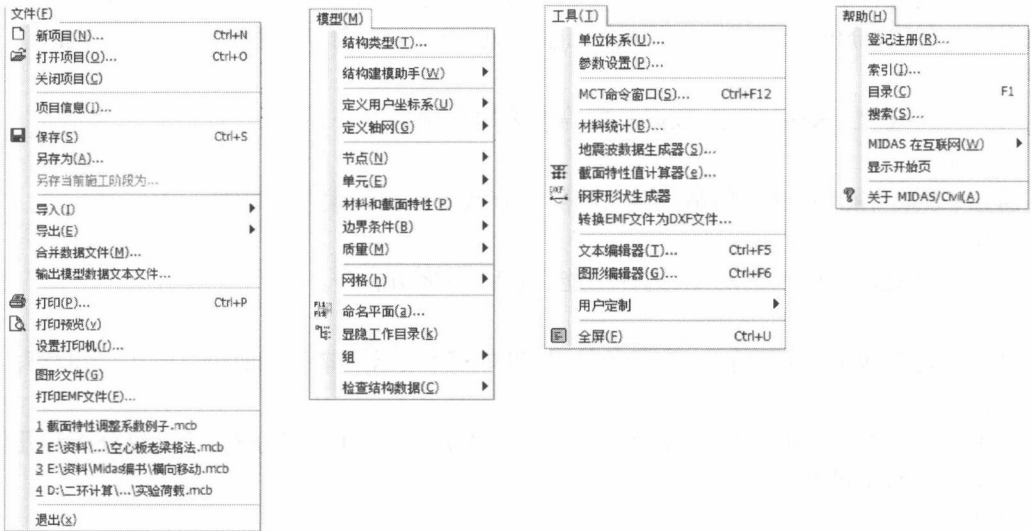 文件(F)
新项目(N)... Ctrl+N
打开项目(O)... Ctrl+O
关闭项目(C)
项目信息(J)...
保存(S) Ctrl+S
另存为(A)...
另存当前施工阶段为...
导入(I)
导出(E)
合并数据文件(M)...
输出模型数据文本文件...
打印(P)... Ctrl+P
打印预览(v)
设置打印机(r)...
图形文件(G)
打印EMF文件(F)...
1 截面特性调整系数例子.mcb
2 E:\资料\...\空心板老梁格法.mcb
3 E:\资料\Midas编书\横向移动.mcb
4 D:\二环计算\...\实验荷载.mcb
退出(x)
模型(M)
结构类型(T)...
结构建模助手(W)
定义用户坐标系(U)
定义轴网(G)
节点(N)
单元(E)
材料和截面特性(P)
边界条件(B)
质量(M)
网格(h)
命名平面(a)...
显隐工作目录(k)
组
检查结构数据(C)
工具(T)
单位体系(U)...
参数设置(P)...
MCT命令窗口(S)... Ctrl+F12
材料统计(B)...
地震波数据生成器(S)...
截面特性值计算器(e)...
钢束形状生成器
转换EMF文件为DXF文件...
文本编辑器(T)... Ctrl+F5
图形编辑器(G)... Ctrl+F6
用户定制
全屏(F) Ctrl+U
帮助(H)
登记注册(R)...
索引(I)...
目录(C) F1
搜索(S)...
MIDAS 在互联网(W)
显示开始页
关于 MIDAS/Civil(A)